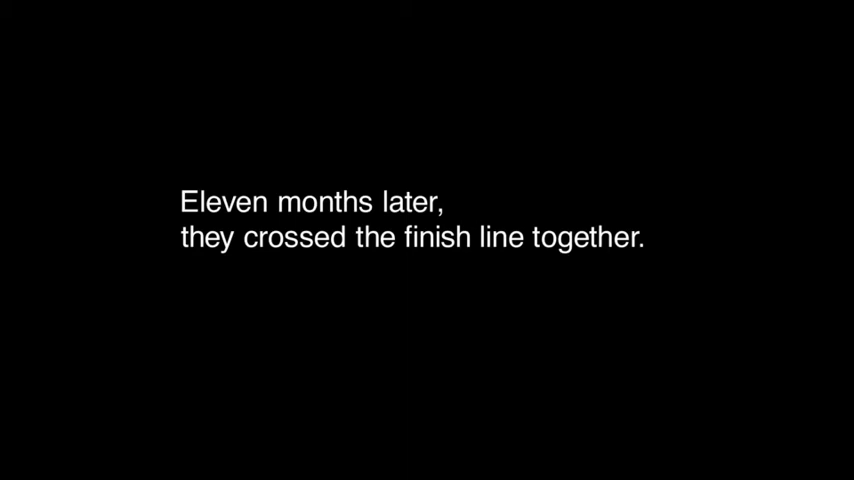 Eleven months later,
they crossed the finish line together.